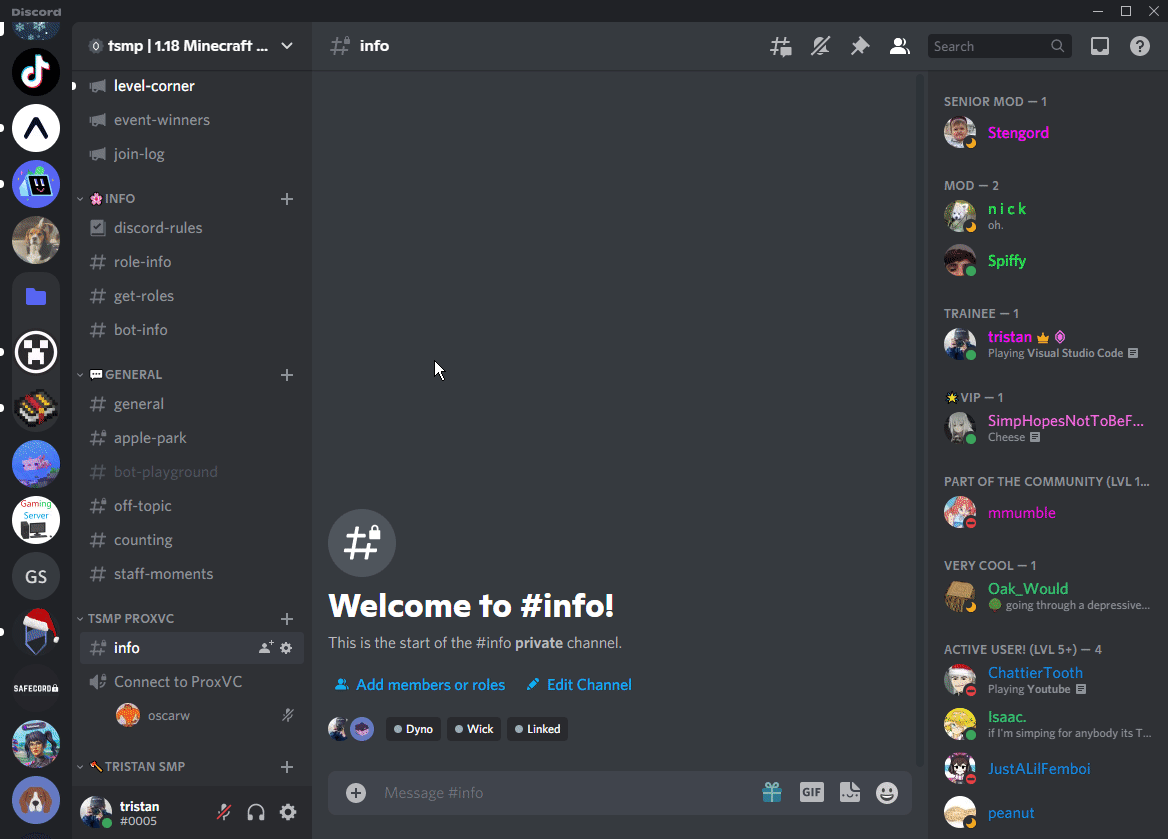 Discord
tsmp | 1.18 Minecraft ...
level-corner
event-winners
join-log
INFO
discord-rules
role-info
get-roles
bot-info
GENERAL
general
apple-park
bot-playground
off-topic
counting
staff-moments
TSMP PROXVC
info
Connect to ProxVC
oscarw
TRISTAN SMP
tristan
#0005
Gaming
Server
GS
SAFECORD
info
Search
Welcome to #info!
This is the start of the #info private channel.
Add members or roles
Edit Channel
Dyno
Wick
Linked
Message #info
GIF
SENIOR MOD — 1
Stengord
MOD — 2
n i c k
oh.
Spiffy
TRAINEE — 1
tristan
Playing Visual Studio Code
VIP — 1
SimpHopesNotToBeF...
Cheese
PART OF THE COMMUNITY (LVL 1...
mmumble
VERY COOL — 1
Oak_Would
going through a depressive...
ACTIVE USER! (LVL 5+) — 4
ChattierTooth
Playing Youtube
Isaac.
if I'm simping for anybody its T...
JustALilFemboi
peanut